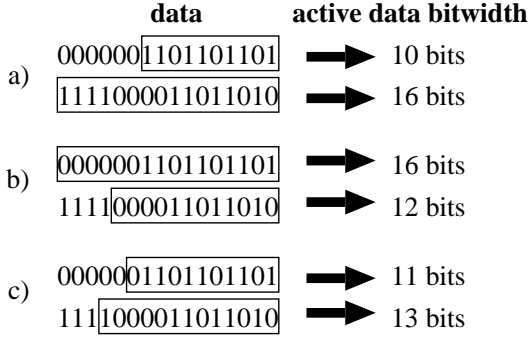 data active data bitwidth
a) 0000001101101101 10 bits
1111000011011010 16 bits
b) 0000001101101101 16 bits
1111000011011010 12 bits
c) 0000001101101101 11 bits
1111000011011010 13 bits